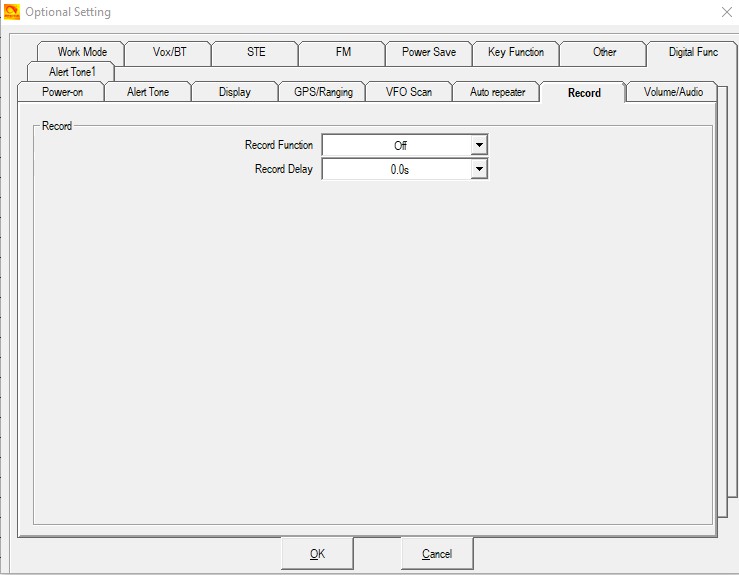 Optional Setting
Work Mode Vox/BT STE FM Power Save Key Function Other Digital Func
Alert Tone1
Power-on Alert Tone Display GPS/Ranging VFO Scan Auto repeater Record Volume/Audio
Record
Record Function Off
Record Delay 0.0s
OK Cancel